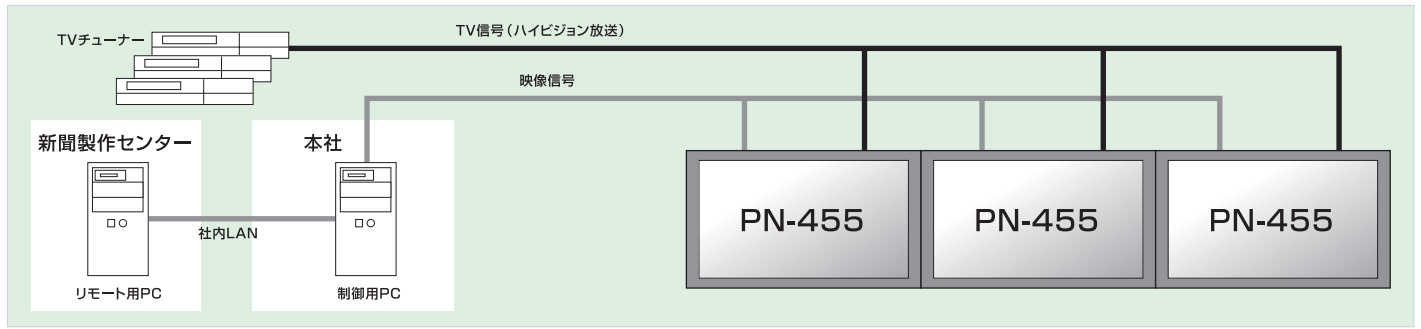 TV信号(ハイビジョン放送)
TVチューナー
映像信号
新聞製作センター
本社
PN-455
PN-455
PN-455
社内LAN
リモート用PC
制御用PC